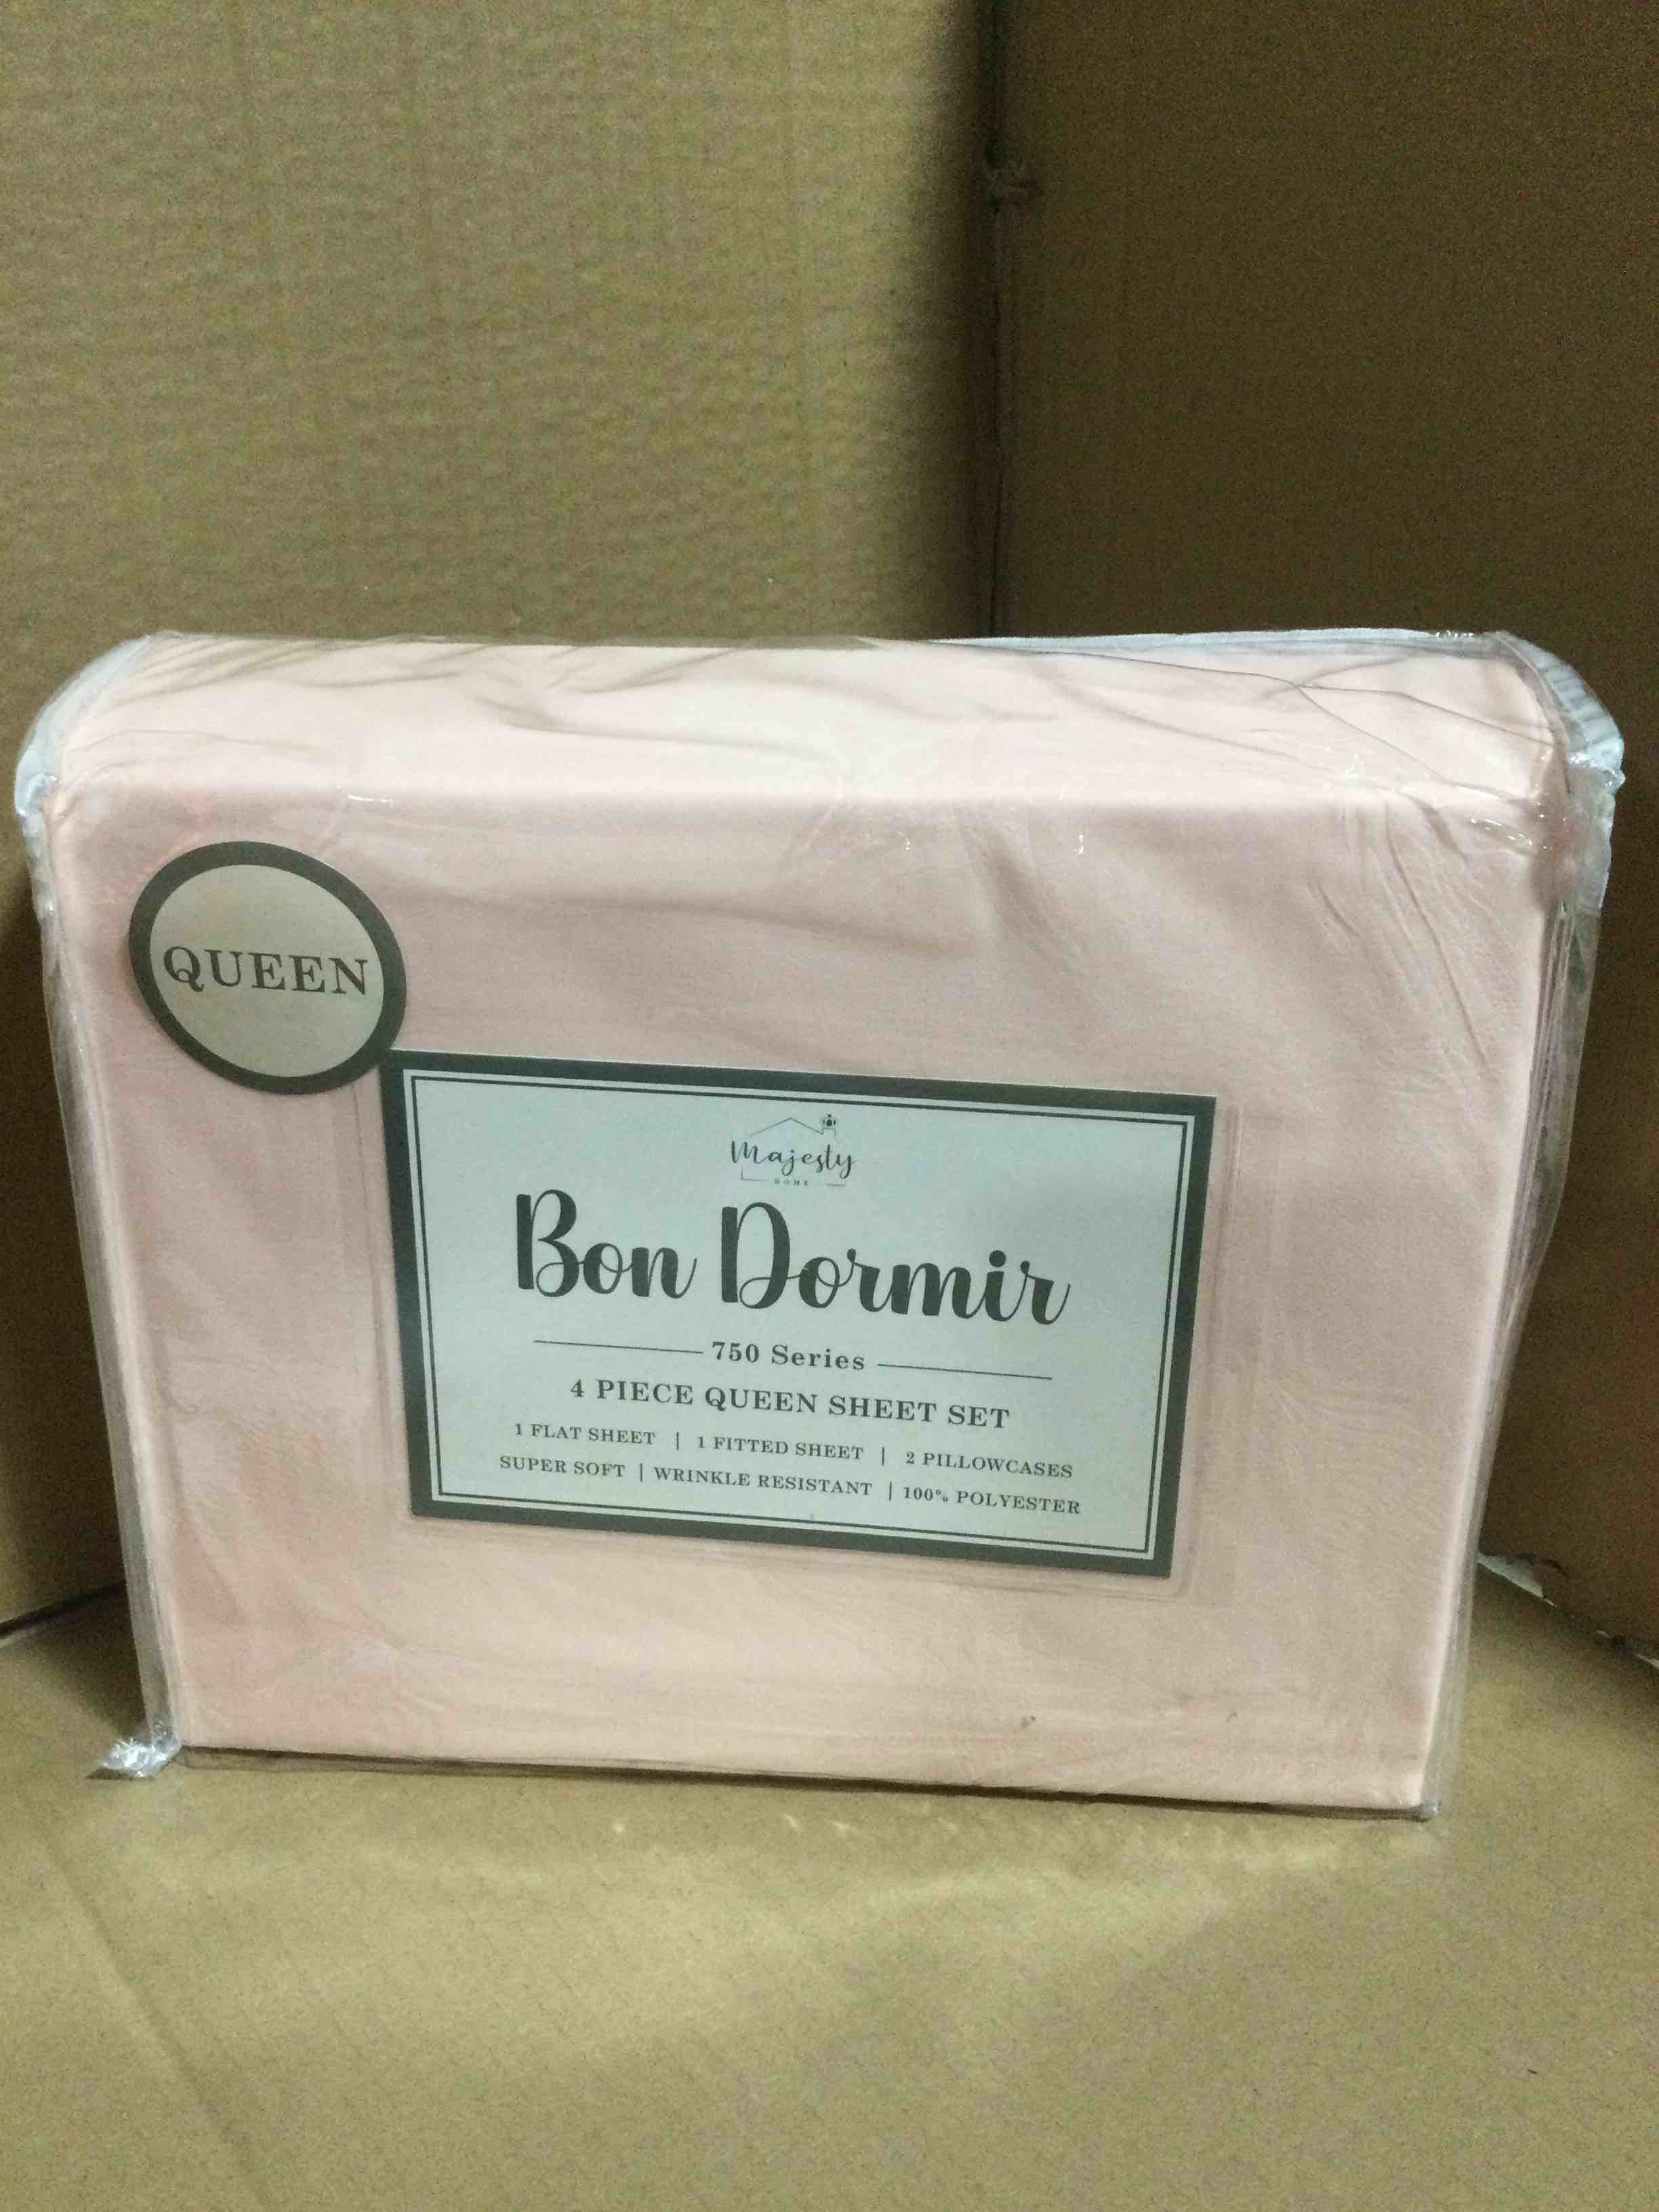 QUEEN
Majesty
HOME
Bon Dormir
750 Series
4 PIECE QUEEN SHEET SET
1 FLAT SHEET | 1 FITTED SHEET | 2 PILLOWCASES
SUPER SOFT | WRINKLE RESISTANT | 100% POLYESTER